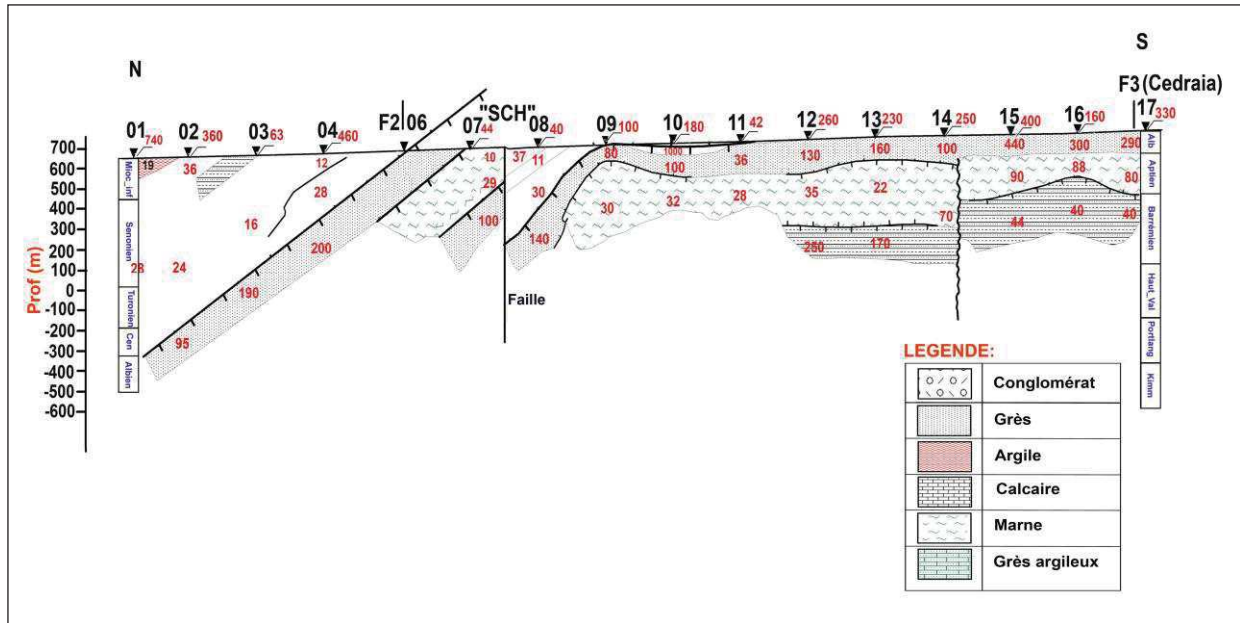 N
S
F3 (Cedraia)
01 740
02 360
03 63
04 460
F2 06
"SCH"
07 44
08 40
09 100
10 180
11 42
12 260
13 230
14 250
15 400
16 160
17 330
Prof (m)
700
600
500
400
300
200
100
0
-100
-200
-300
-400
-500
-600
Mioc_inf
Senonien
Turonien
Cen
Albien
19
36
12
28
16
28
24
200
190
95
10
29
100
37
11
30
140
80
1000
100
36
130
160
100
30
32
28
35
22
70
250
170
440
300
290
90
88
80
44
40
40
Faille
Alb
Aptien
Barrémien
Haut_Val
Portlang
Kimm
LEGENDE:
Conglomérat
Grès
Argile
Calcaire
Marne
Grès argileux